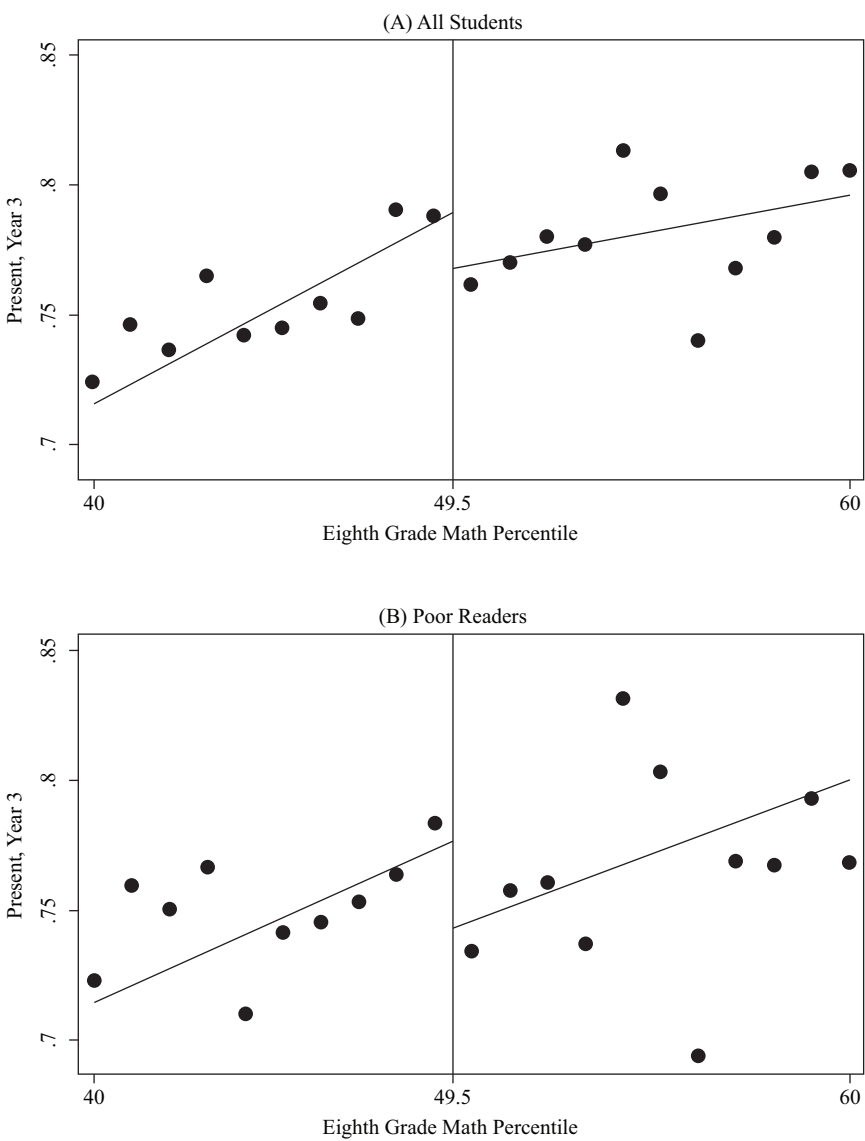 (A) All Students
.85
.8
.75
.7
Present, Year 3
40 49.5 60
Eighth Grade Math Percentile
(B) Poor Readers
.85
.8
.75
.7
Present, Year 3
40 49.5 60
Eighth Grade Math Percentile